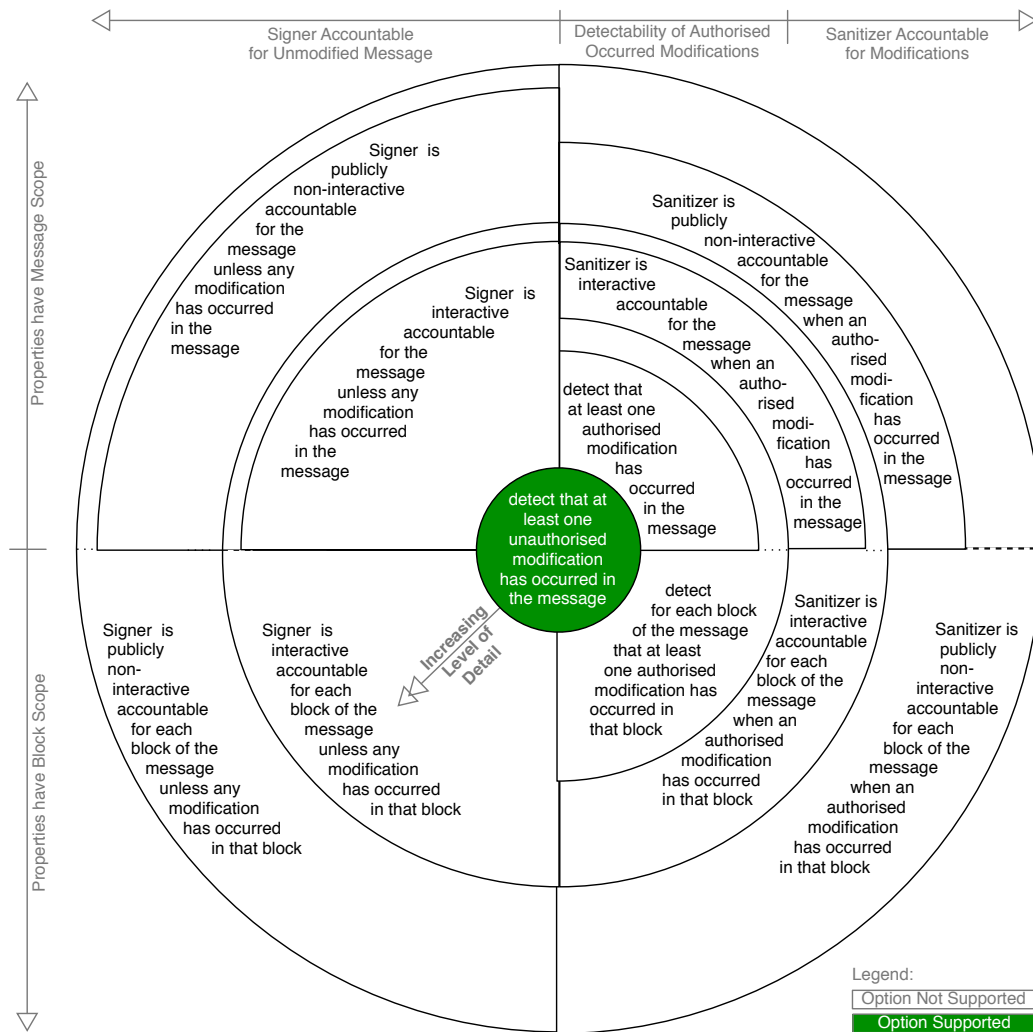 Signer Accountable
for Unmodified Message
Detectability of Authorised
Occurred Modifications
Sanitizer Accountable
for Modifications
Properties have Message Scope
Properties have Block Scope
Signer is
publicly
non-interactive
accountable
for the
message
unless any
modification
has occurred
in the
message
Signer is
interactive
accountable
for the
message
unless any
modification
has occurred
in the
message
Sanitizer is
publicly
non-interactive
accountable
for the
message
when an
autho-
rised
modi-
fication
has
occurred
in the
message
Sanitizer is
interactive
accountable
for the
message
when an
autho-
rised
modi-
fication
has
occurred
in the
message
detect that
at least one
authorised
modification
has
occurred
in the
message
detect that at
least one
unauthorised
modification
has occurred in
the message
Increasing
Level of
Detail
Signer is
publicly
non-
interactive
accountable
for each
block of the
message
unless any
modification
has occurred
in that block
Signer is
interactive
accountable
for each
block of the
message
unless any
modification
has occurred
in that block
detect
for each block
of the message
that at least
one authorised
modification has
occurred in
that block
Sanitizer is
interactive
accountable
for each
block of the
message
when an
authorised
modification
has occurred
in that block
Sanitizer is
publicly
non-
interactive
accountable
for each
block of the
message
when an
authorised
modification
has occurred
in that block
Legend:
Option Not Supported
Option Supported